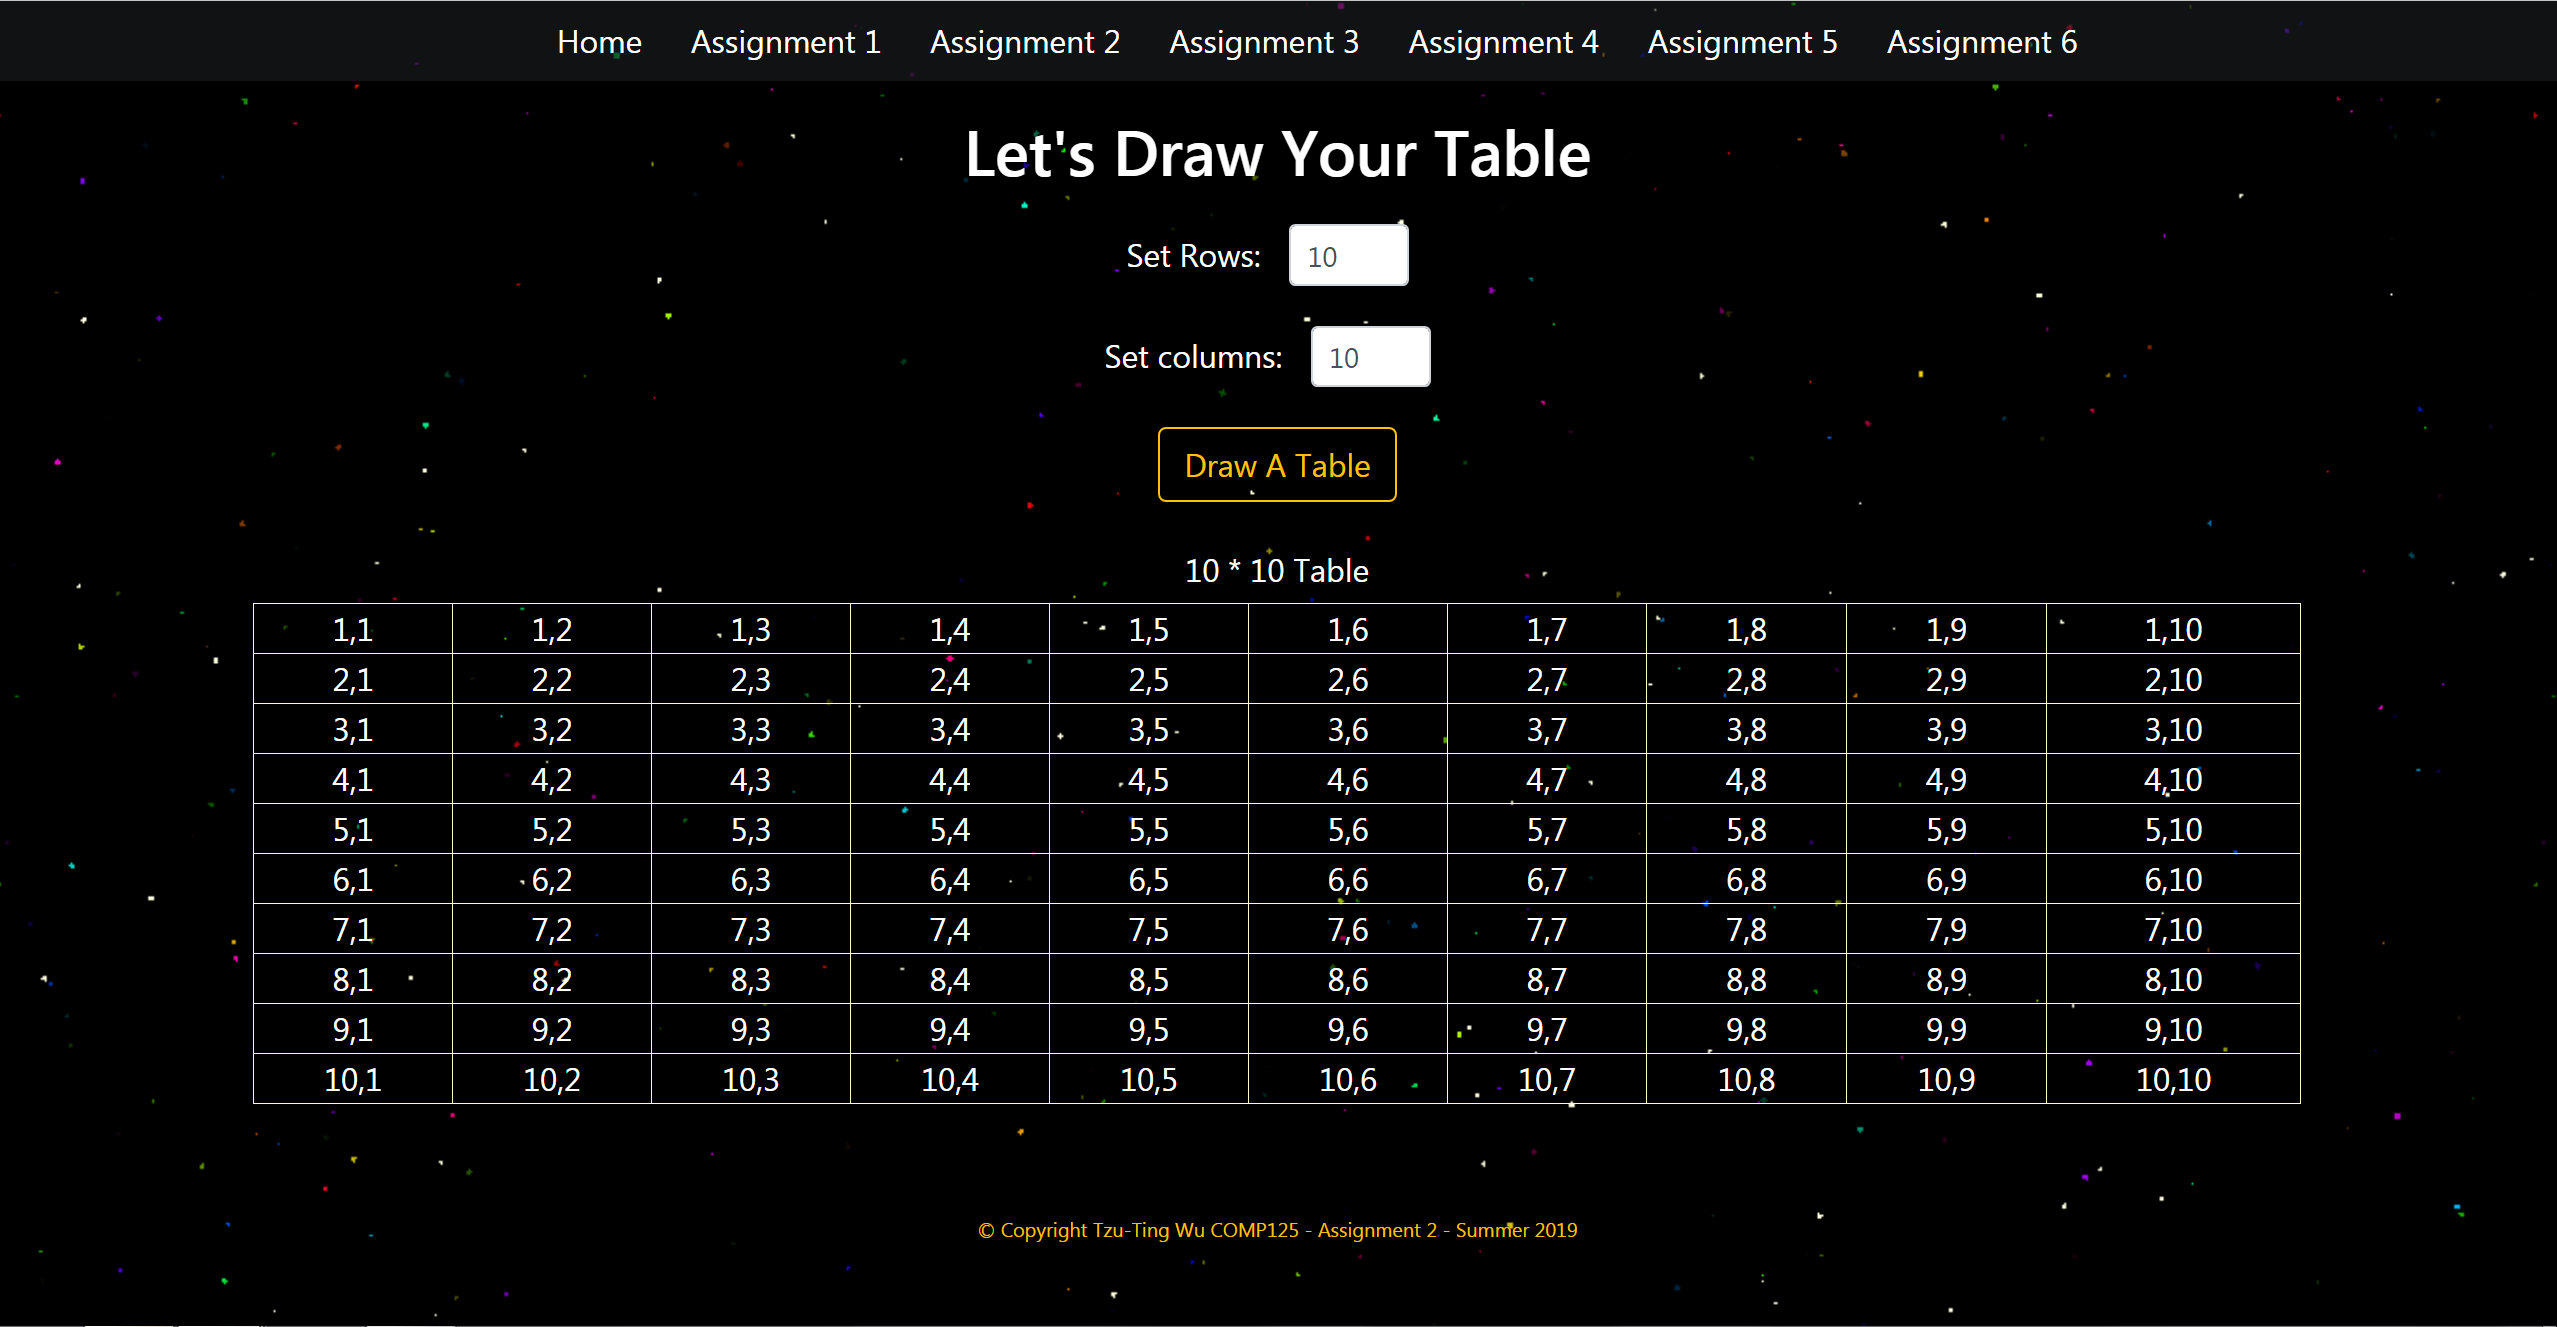 Home Assignment 1 Assignment 2 Assignment 3 Assignment 4 Assignment 5 Assignment 6
Let's Draw Your Table
Set Rows: 10
Set columns: 10
Draw A Table
10 * 10 Table
1,1 1,2 1,3 1,4 1,5 1,6 1,7 1,8 1,9 1,10
2,1 2,2 2,3 2,4 2,5 2,6 2,7 2,8 2,9 2,10
3,1 3,2 3,3 3,4 3,5 3,6 3,7 3,8 3,9 3,10
4,1 4,2 4,3 4,4 4,5 4,6 4,7 4,8 4,9 4,10
5,1 5,2 5,3 5,4 5,5 5,6 5,7 5,8 5,9 5,10
6,1 6,2 6,3 6,4 6,5 6,6 6,7 6,8 6,9 6,10
7,1 7,2 7,3 7,4 7,5 7,6 7,7 7,8 7,9 7,10
8,1 8,2 8,3 8,4 8,5 8,6 8,7 8,8 8,9 8,10
9,1 9,2 9,3 9,4 9,5 9,6 9,7 9,8 9,9 9,10
10,1 10,2 10,3 10,4 10,5 10,6 10,7 10,8 10,9 10,10
© Copyright Tzu-Ting Wu COMP125 - Assignment 2 - Summer 2019